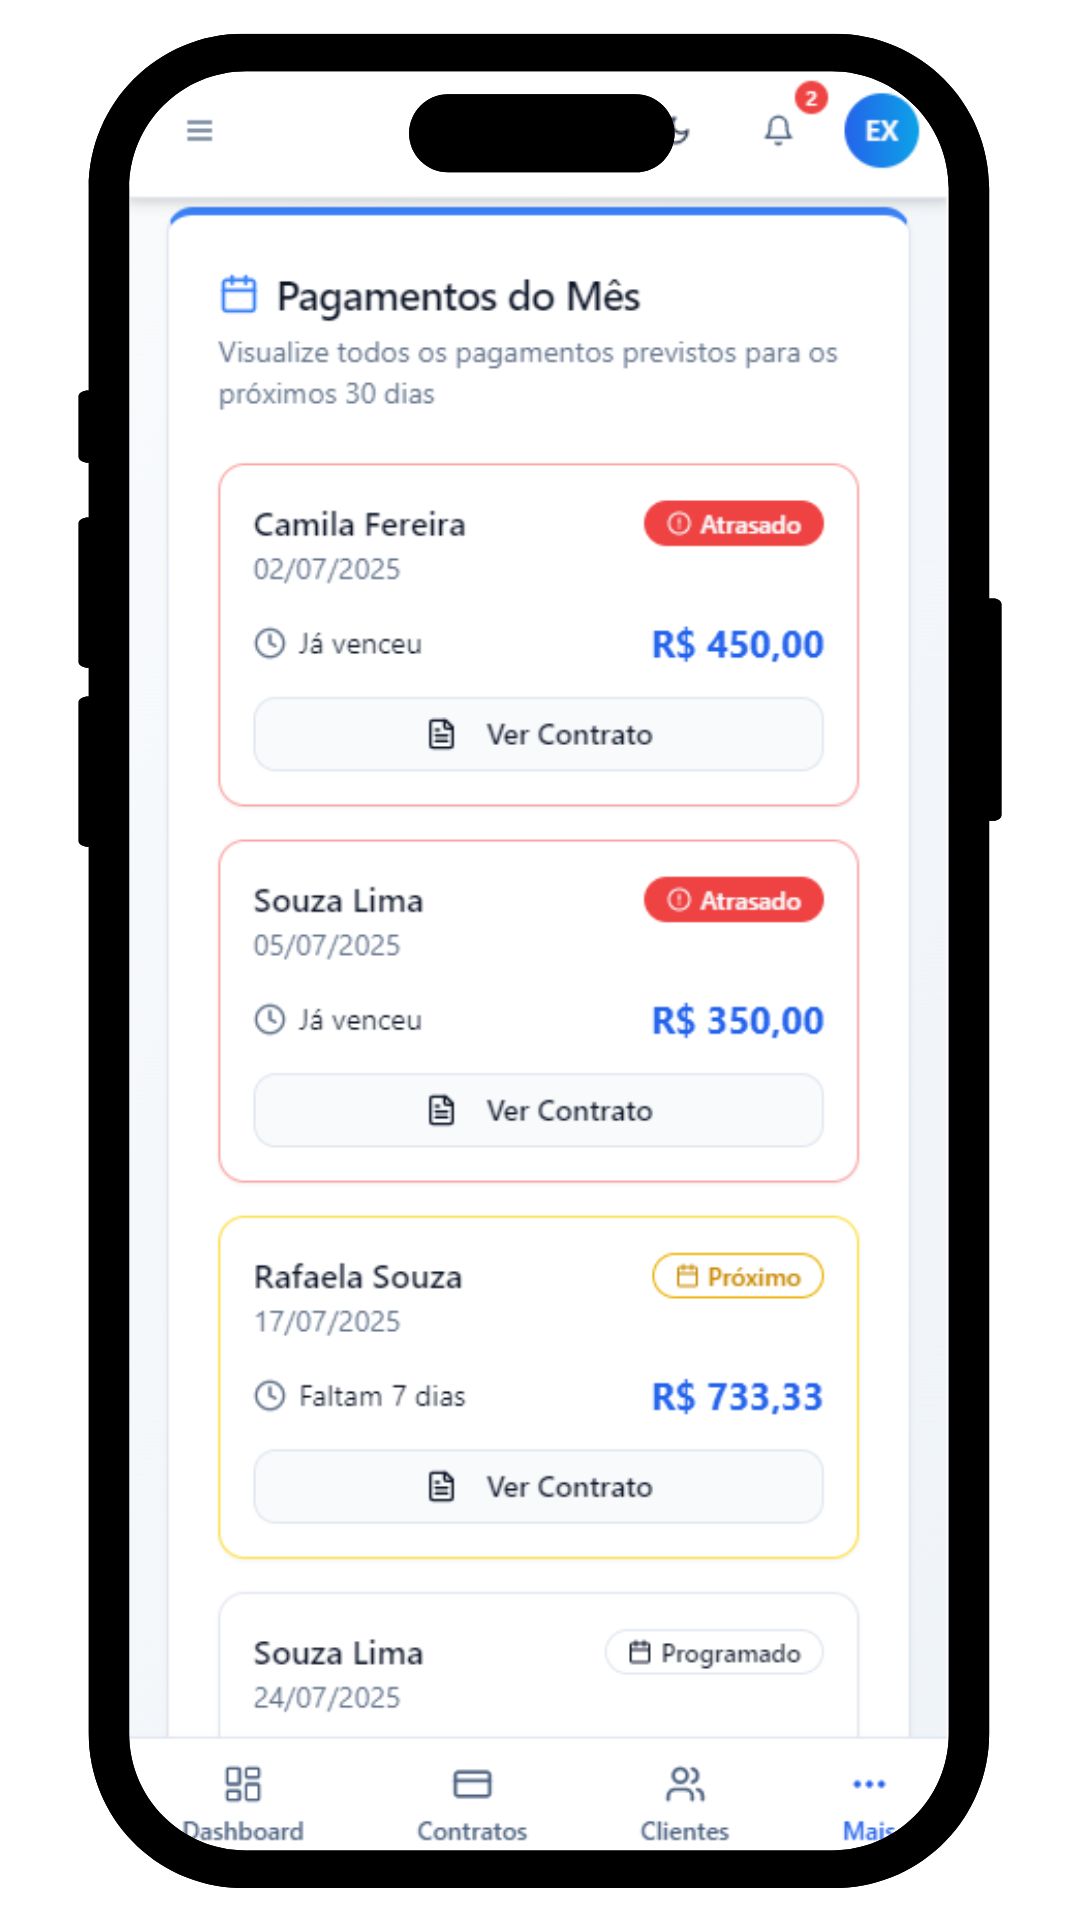 2
EX
Pagamentos do Mês
Visualize todos os pagamentos previstos para os
próximos 30 dias
Camila Fereira
Atrasado
02/07/2025
Já venceu
R$ 450,00
Ver Contrato
Souza Lima
Atrasado
05/07/2025
Já venceu
R$ 350,00
Ver Contrato
Rafaela Souza
Próximo
17/07/2025
Faltam 7 dias
R$ 733,33
Ver Contrato
Souza Lima
Programado
24/07/2025
Dashboard
Contratos
Clientes
Mais